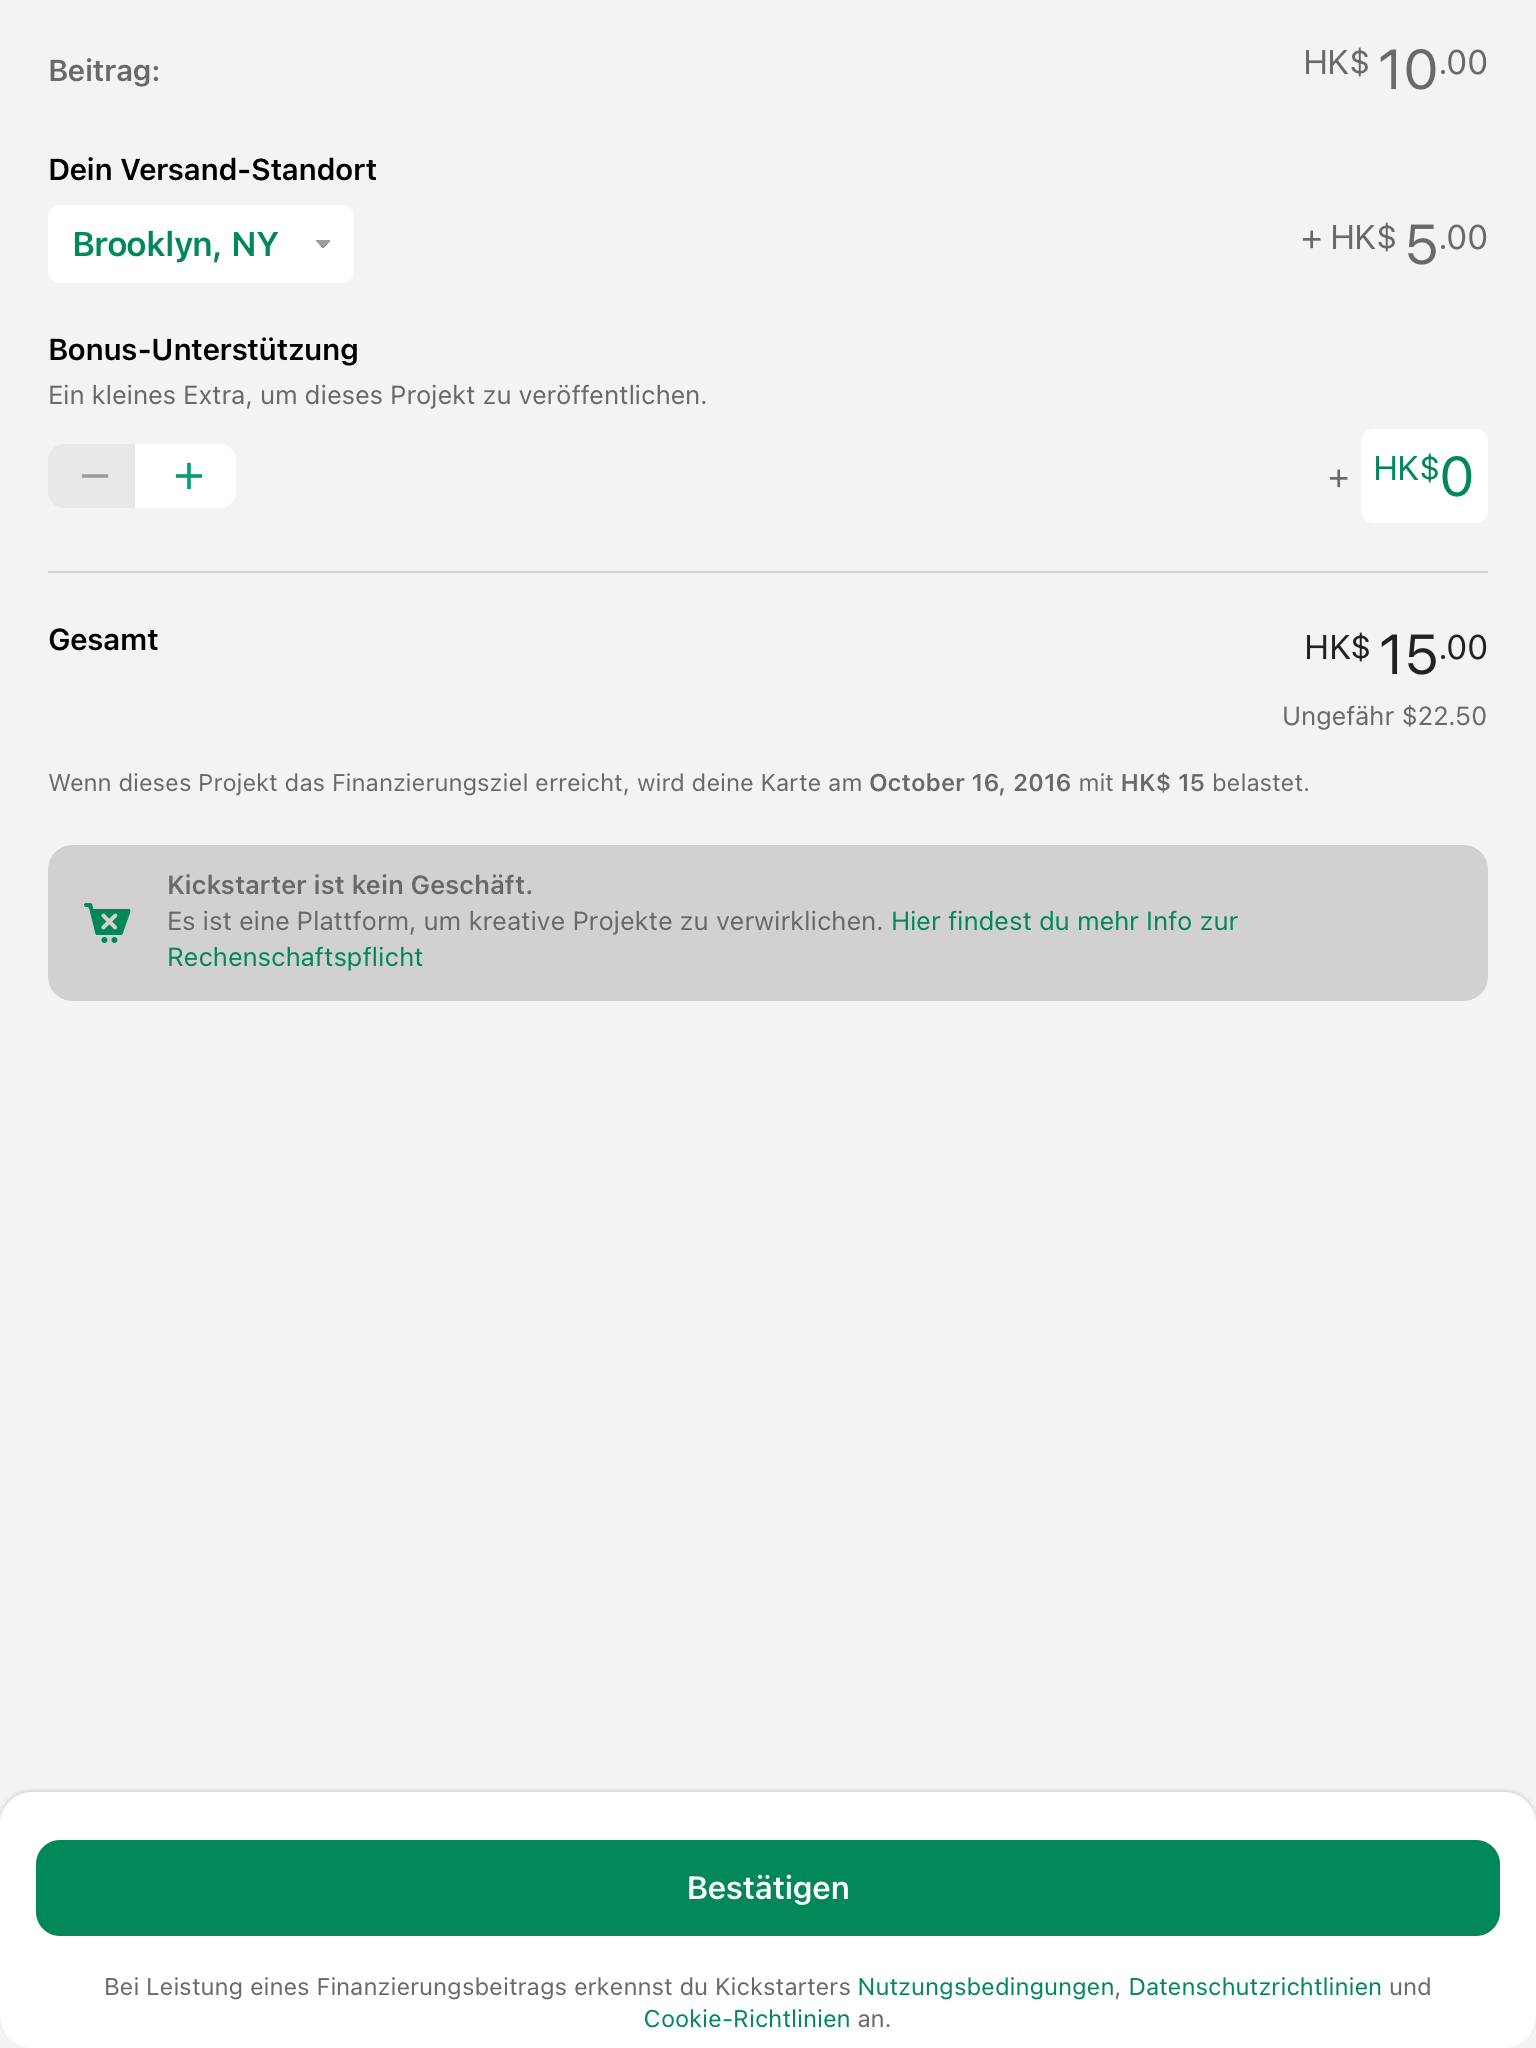 Beitrag:
HK$ 10.00
Dein Versand-Standort
Brooklyn, NY
+ HK$ 5.00
Bonus-Unterstützung
Ein kleines Extra, um dieses Projekt zu veröffentlichen.
− +
+ HK$0
Gesamt
HK$ 15.00
Ungefähr $22.50
Wenn dieses Projekt das Finanzierungsziel erreicht, wird deine Karte am October 16, 2016 mit HK$ 15 belastet.
Kickstarter ist kein Geschäft.
Es ist eine Plattform, um kreative Projekte zu verwirklichen. Hier findest du mehr Info zur
Rechenschaftspflicht
Bestätigen
Bei Leistung eines Finanzierungsbeitrags erkennst du Kickstarters Nutzungsbedingungen, Datenschutzrichtlinien und
Cookie-Richtlinien an.